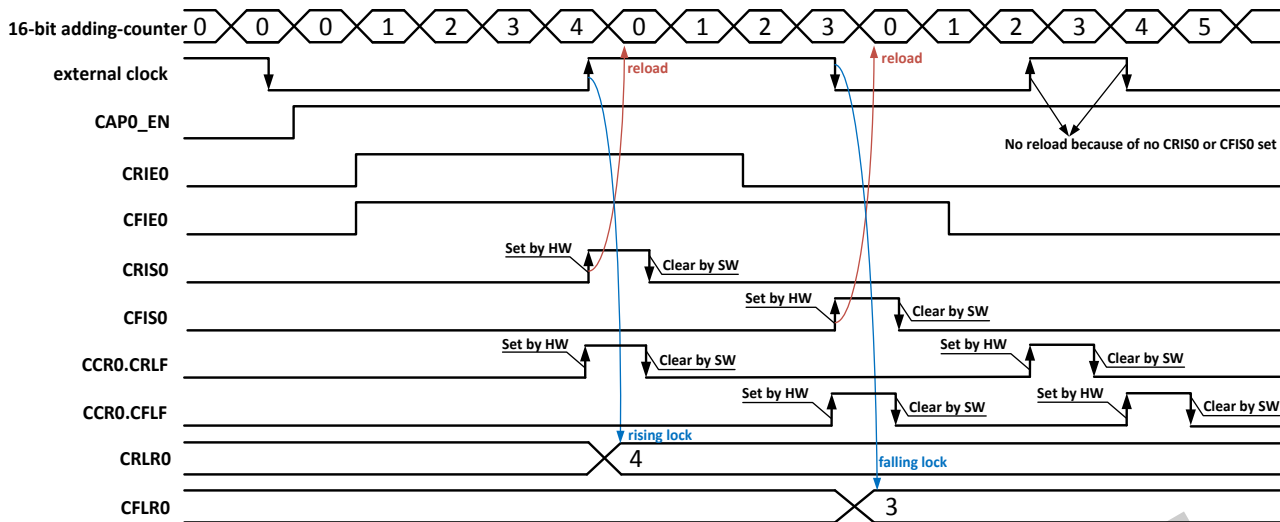 16-bit adding-counter 0 0 0 1 2 3 4 0 1 2 3 0 1 2 3 4 5
external clock reload reload
CAP0_EN
No reload because of no CRIS0 or CFIS0 set
CRIE0
CFIE0
CRIS0 Set by HW Clear by SW
CFIS0 Set by HW Clear by SW
CCR0.CRLF Set by HW Clear by SW Set by HW Clear by SW
CCR0.CFLF Set by HW Clear by SW Set by HW Clear by SW
rising lock
CRLR0 4
falling lock
CFLR0 3